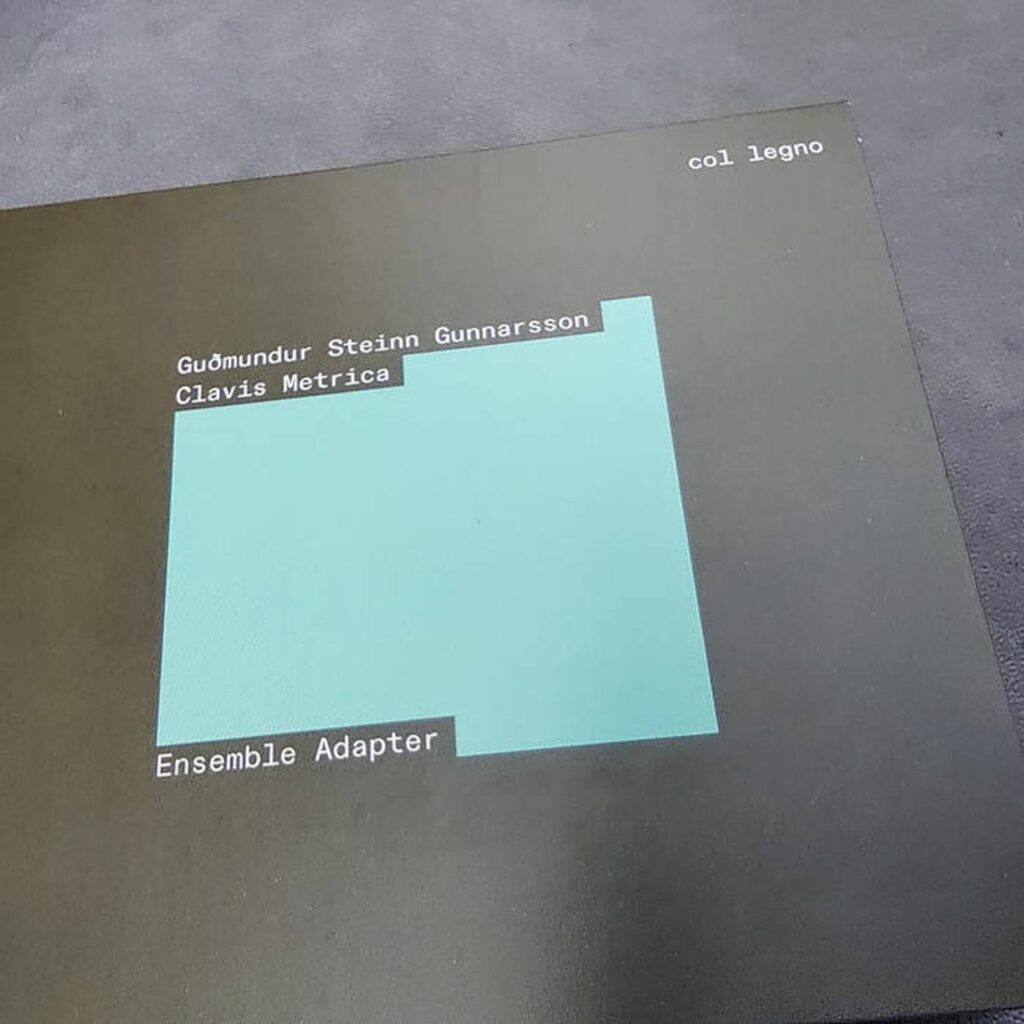 col legno
Guðmundur Steinn Gunnarsson
Clavis Metrica
Ensemble Adapter